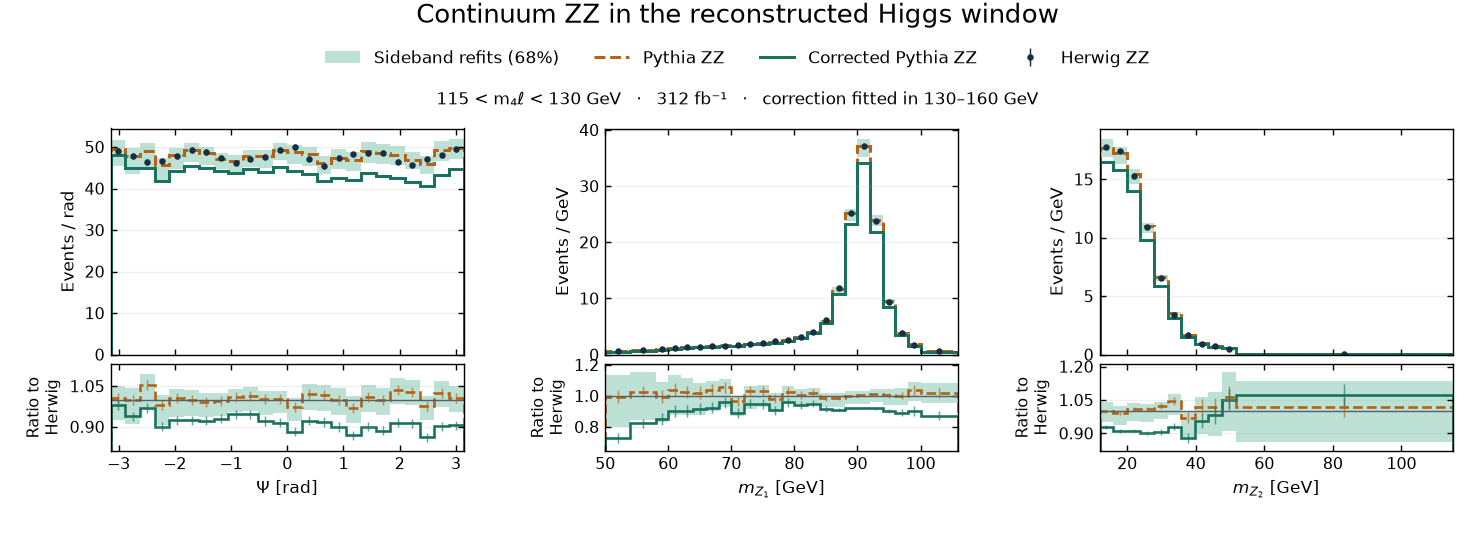 Continuum ZZ in the reconstructed Higgs window
Sideband refits (68%) Pythia ZZ Corrected Pythia ZZ Herwig ZZ
115 < m₄ℓ < 130 GeV · 312 fb⁻¹ · correction fitted in 130–160 GeV
Events / rad
50
40
30
20
10
0
Ratio to
Herwig
1.05
0.90
−3 −2 −1 0 1 2 3
Ψ [rad]
Events / GeV
40
30
20
10
0
Ratio to
Herwig
1.2
1.0
0.8
50 60 70 80 90 100
m_{Z_1} [GeV]
Events / GeV
15
10
5
0
Ratio to
Herwig
1.20
1.05
0.90
20 40 60 80 100
m_{Z_2} [GeV]